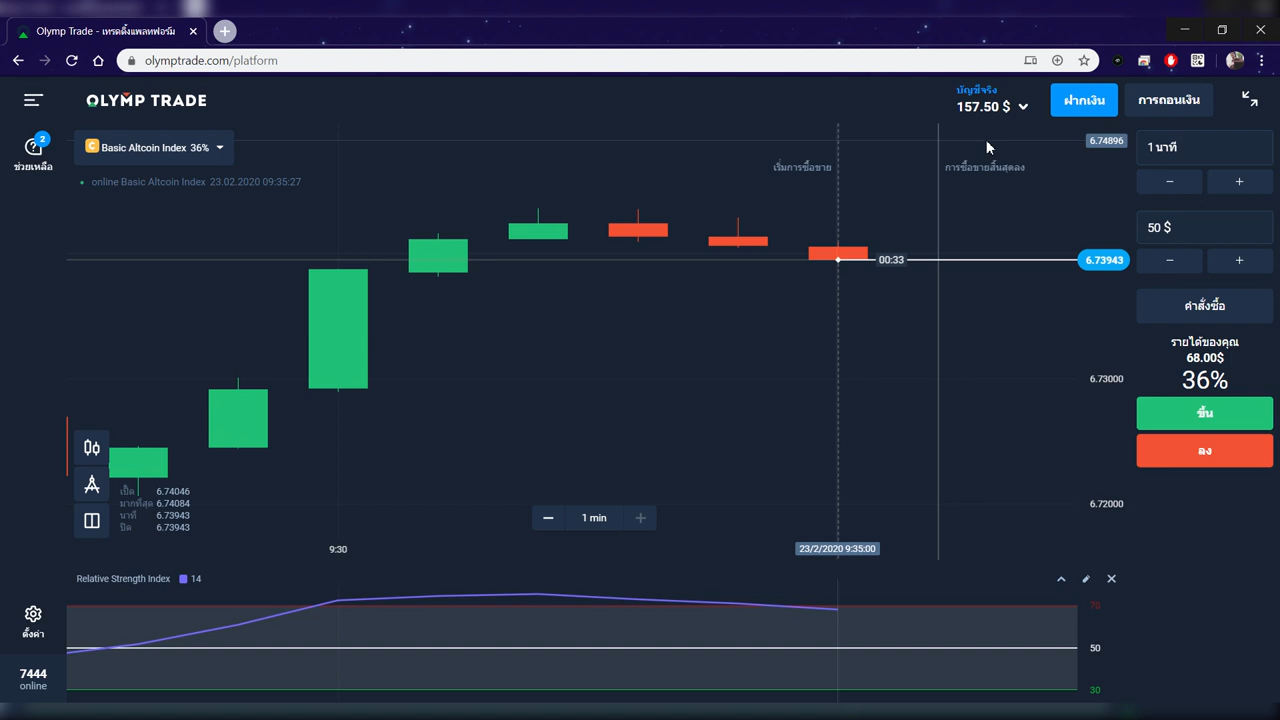 Olymp Trade - เทรดดิ้งแพลทฟอร์ม
olymptrade.com/platform
OLYMP TRADE
บัญชีจริง
157.50 $
ฝากเงิน
การถอนเงิน
2
ช่วยเหลือ
Basic Altcoin Index 36%
online Basic Altcoin Index 23.02.2020 09:35:27
เริ่มการซื้อขาย
การซื้อขายสิ้นสุดลง
6.74896
1 นาที
50 $
00:33
6.73943
คำสั่งซื้อ
รายได้ของคุณ
68.00$
36%
ขึ้น
ลง
6.73000
6.72000
เปิด 6.74046
มากที่สุด 6.74084
นาที 6.73943
ปิด 6.73943
1 min
9:30
23/2/2020 9:35:00
Relative Strength Index 14
70
50
30
ตั้งค่า
7444
online